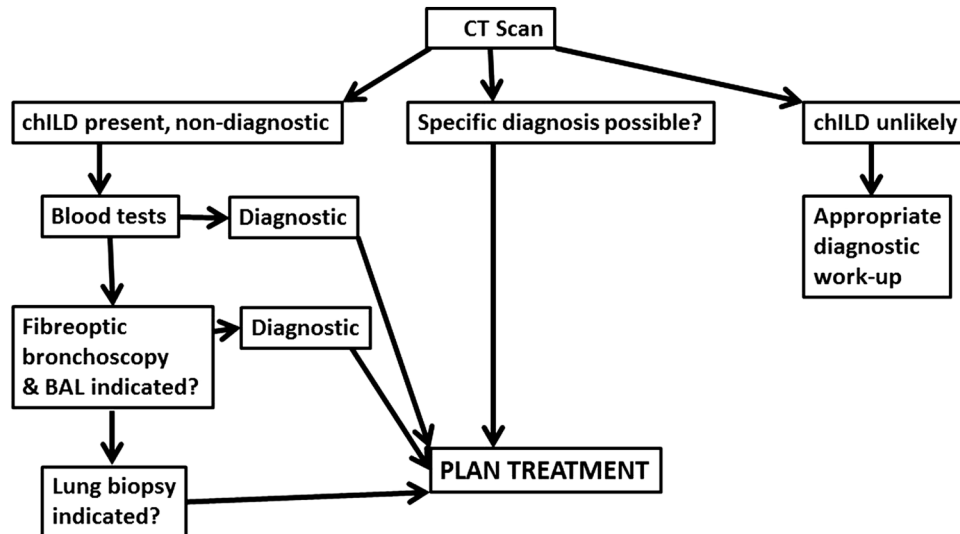 CT Scan
chILD present, non-diagnostic
Specific diagnosis possible?
chILD unlikely
Blood tests
Diagnostic
Appropriate
diagnostic
work-up
Fibreoptic
bronchoscopy
& BAL indicated?
Diagnostic
Lung biopsy
indicated?
PLAN TREATMENT